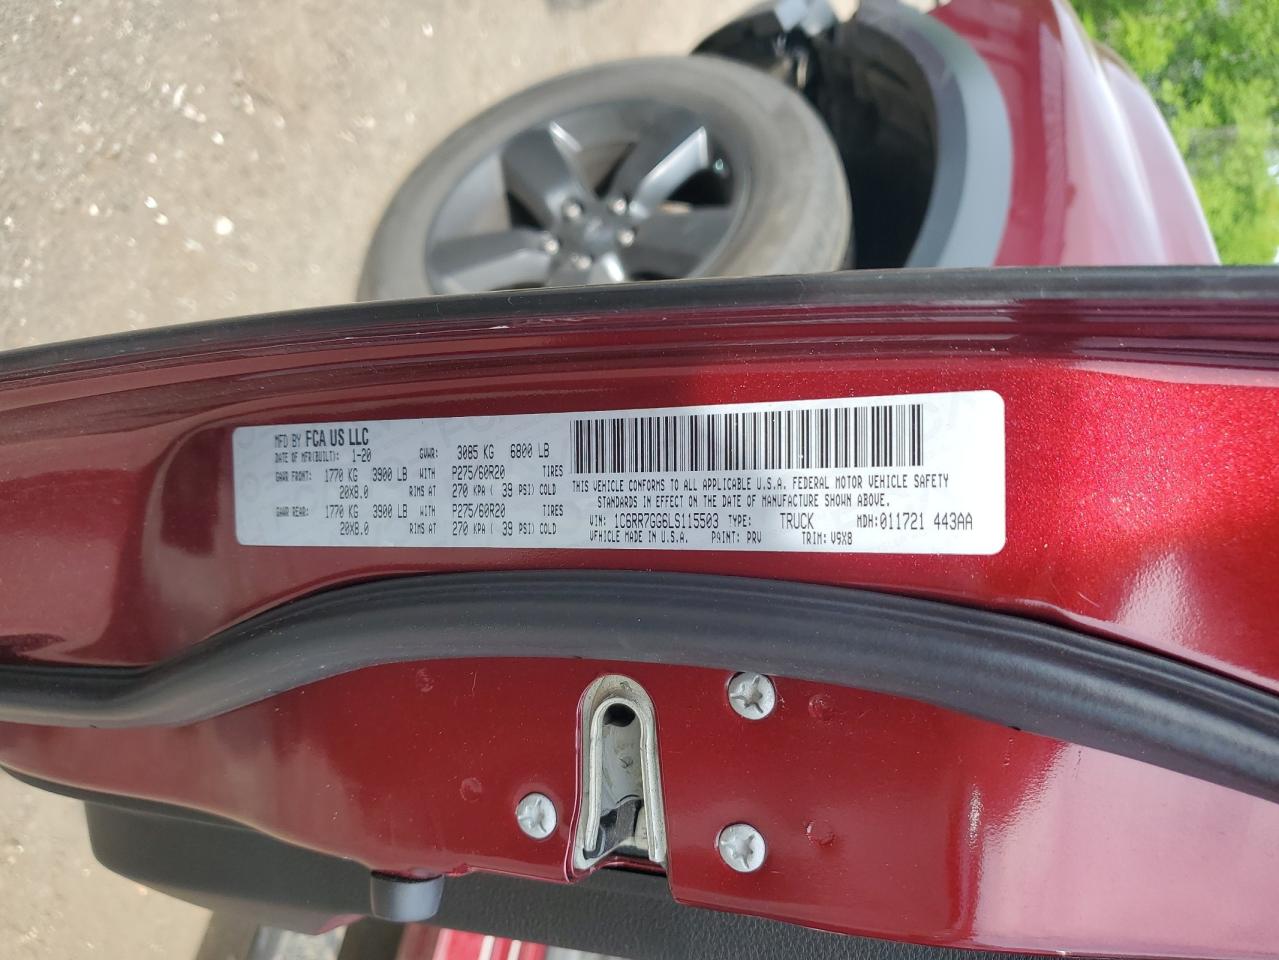 MFD BY FCA US LLC
DATE OF MFR(BUILT): 1-20 GVWR: 3085 KG 6800 LB
GAWR FRONT: 1770 KG 3900 LB WITH P275/60R20 TIRES
20X8.0 RIMS AT 270 KPA ( 39 PSI) COLD
GAWR REAR: 1770 KG 3900 LB WITH P275/60R20 TIRES
20X8.0 RIMS AT 270 KPA ( 39 PSI) COLD
THIS VEHICLE CONFORMS TO ALL APPLICABLE U.S.A. FEDERAL MOTOR VEHICLE SAFETY
STANDARDS IN EFFECT ON THE DATE OF MANUFACTURE SHOWN ABOVE.
VIN: 1C6RR7GG6LS115503 TYPE: TRUCK MDH:011721 443AA
VEHICLE MADE IN U.S.A. PAINT: PRV TRIM: V9X8